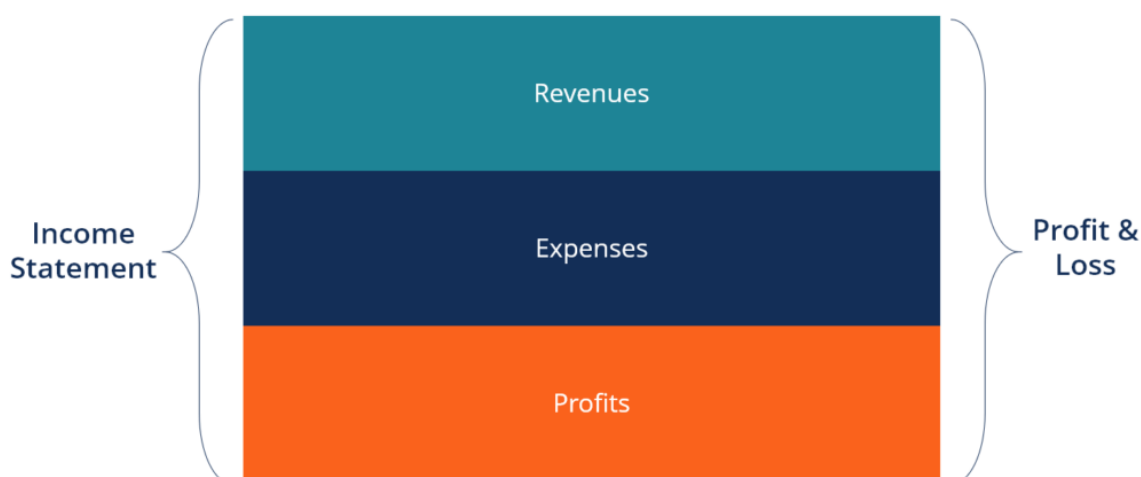 Revenues
Income
Statement
Expenses
Profit &
Loss
Profits